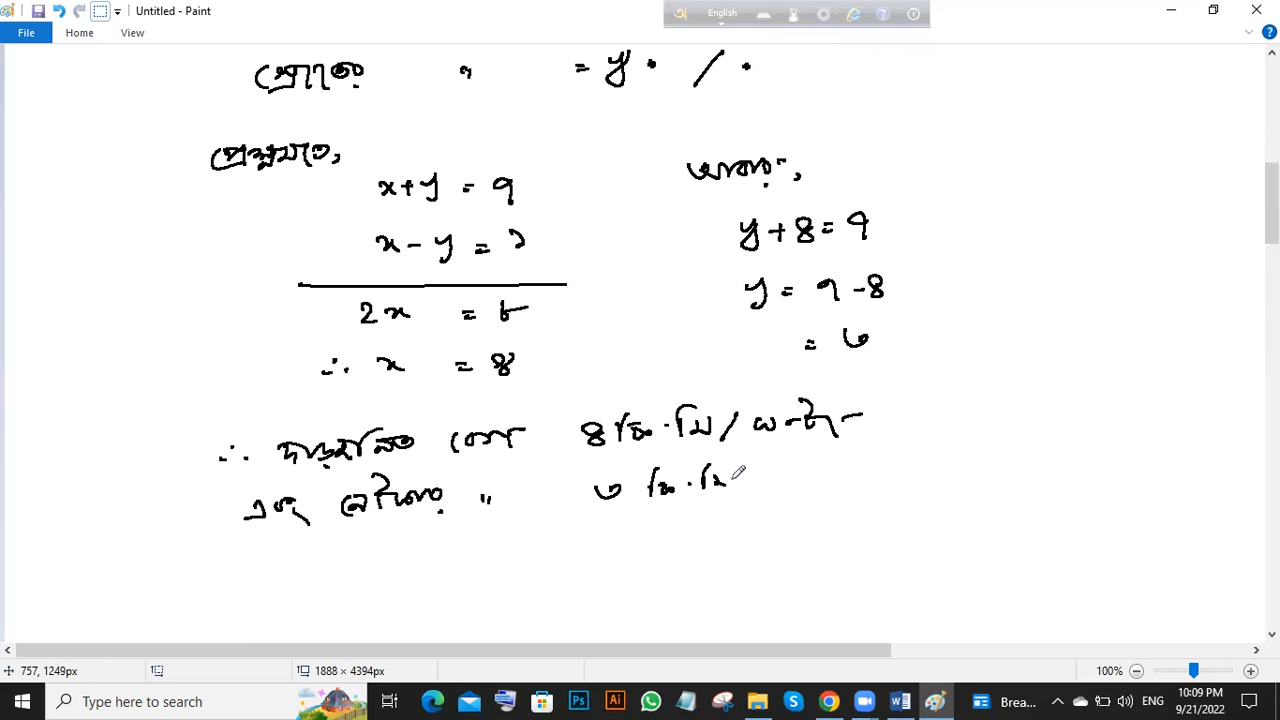 Untitled - Paint
English
File Home View
স্রোতের " = y " / "
প্রশ্নমতে,
x+y = ৭
x-y = ১
2x = ৮
∴ x = ৪
আবার,
y+৪=৭
y = ৭-৪
= ৩
∴ দাঁড়টানার বেগ ৪ কি.মি/ঘণ্টা
এবং স্রোতের " ৩ কি.মি
757, 1249px 1888 × 4394px 100%
Type here to search
Brea... ENG 10:09 PM
9/21/2022